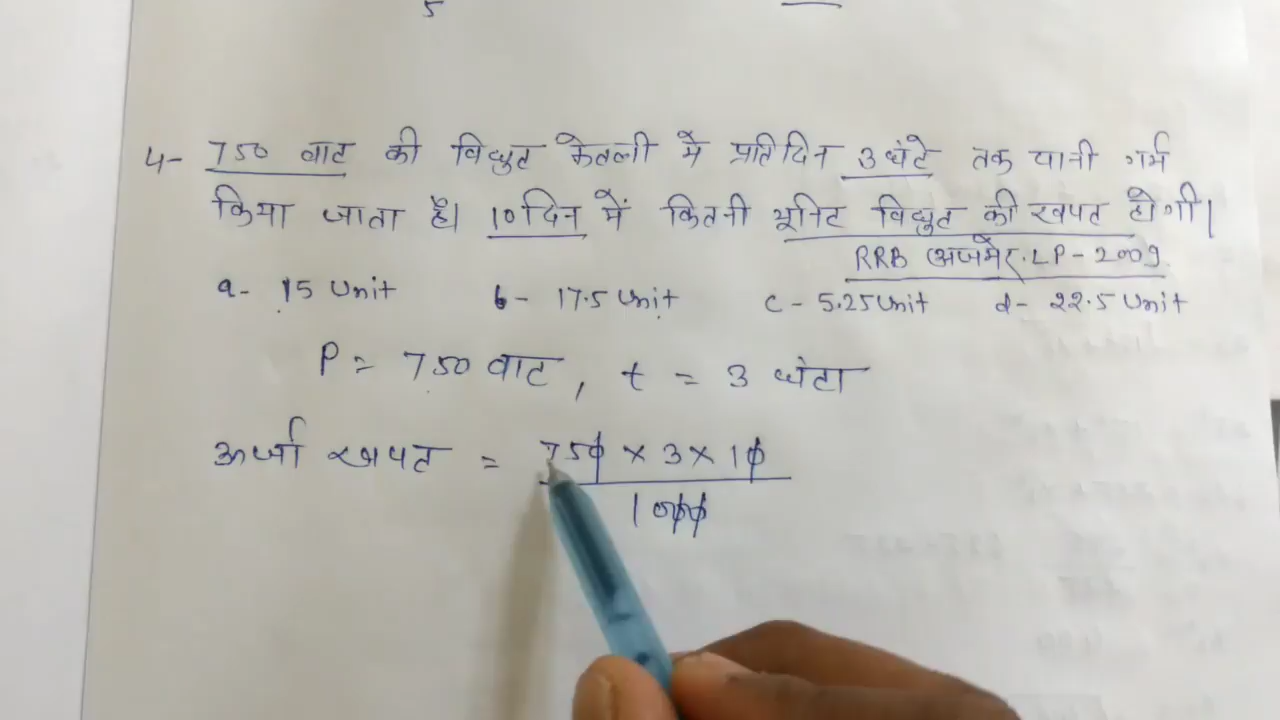 5
4- 750 वाट की विद्युत केतली में प्रतिदिन 3 घंटे तक पानी गर्म
किया जाता है। 10 दिन में कितनी यूनिट विद्युत की खपत होगी।
RRB अजमेर. LP - 2009
a- 15 Unit b- 17.5 Unit c- 5.25 Unit d- 22.5 Unit
P = 750 वाट, t = 3 घंटा
ऊर्जा खपत = 750 × 3 × 10
1000